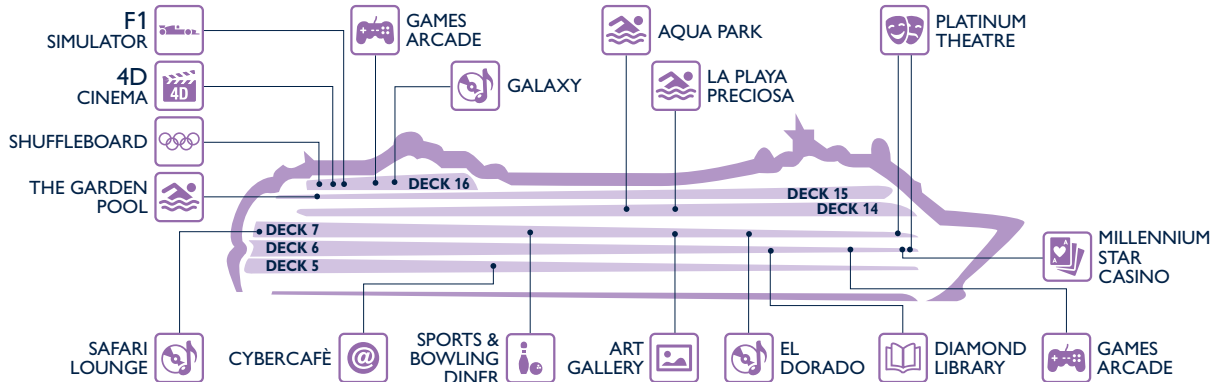 F1
SIMULATOR
GAMES
ARCADE
AQUA PARK
PLATINUM
THEATRE
4D
CINEMA
4D
GALAXY
LA PLAYA
PRECIOSA
SHUFFLEBOARD
THE GARDEN
POOL
DECK 16
DECK 15
DECK 14
DECK 7
DECK 6
DECK 5
MILLENNIUM
STAR
CASINO
A
SAFARI
LOUNGE
CYBERCAFÈ
@
SPORTS &
BOWLING
DINER
ART
GALLERY
EL
DORADO
DIAMOND
LIBRARY
GAMES
ARCADE